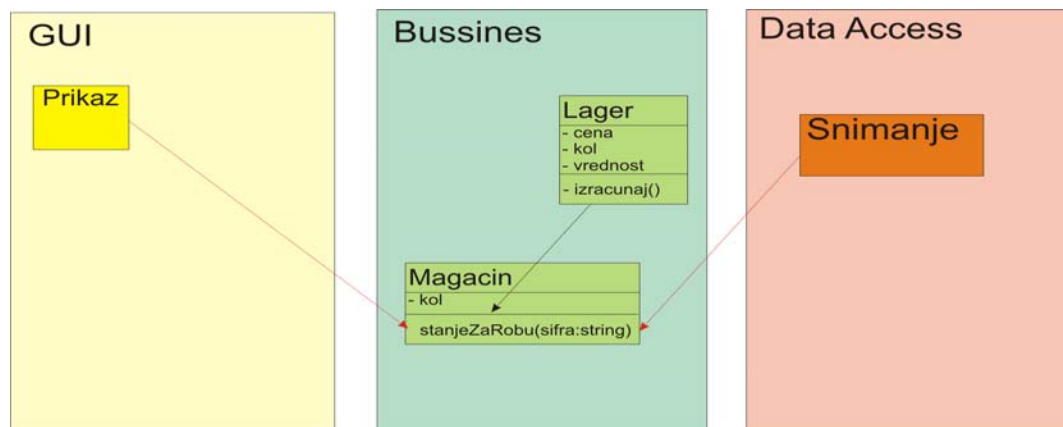 GUI
Prikaz
Bussines
Lager
- cena
- kol
- vrednost
- izracunaj()
Magacin
- kol
stanjeZaRobu(sifra:string)
Data Access
Snimanje